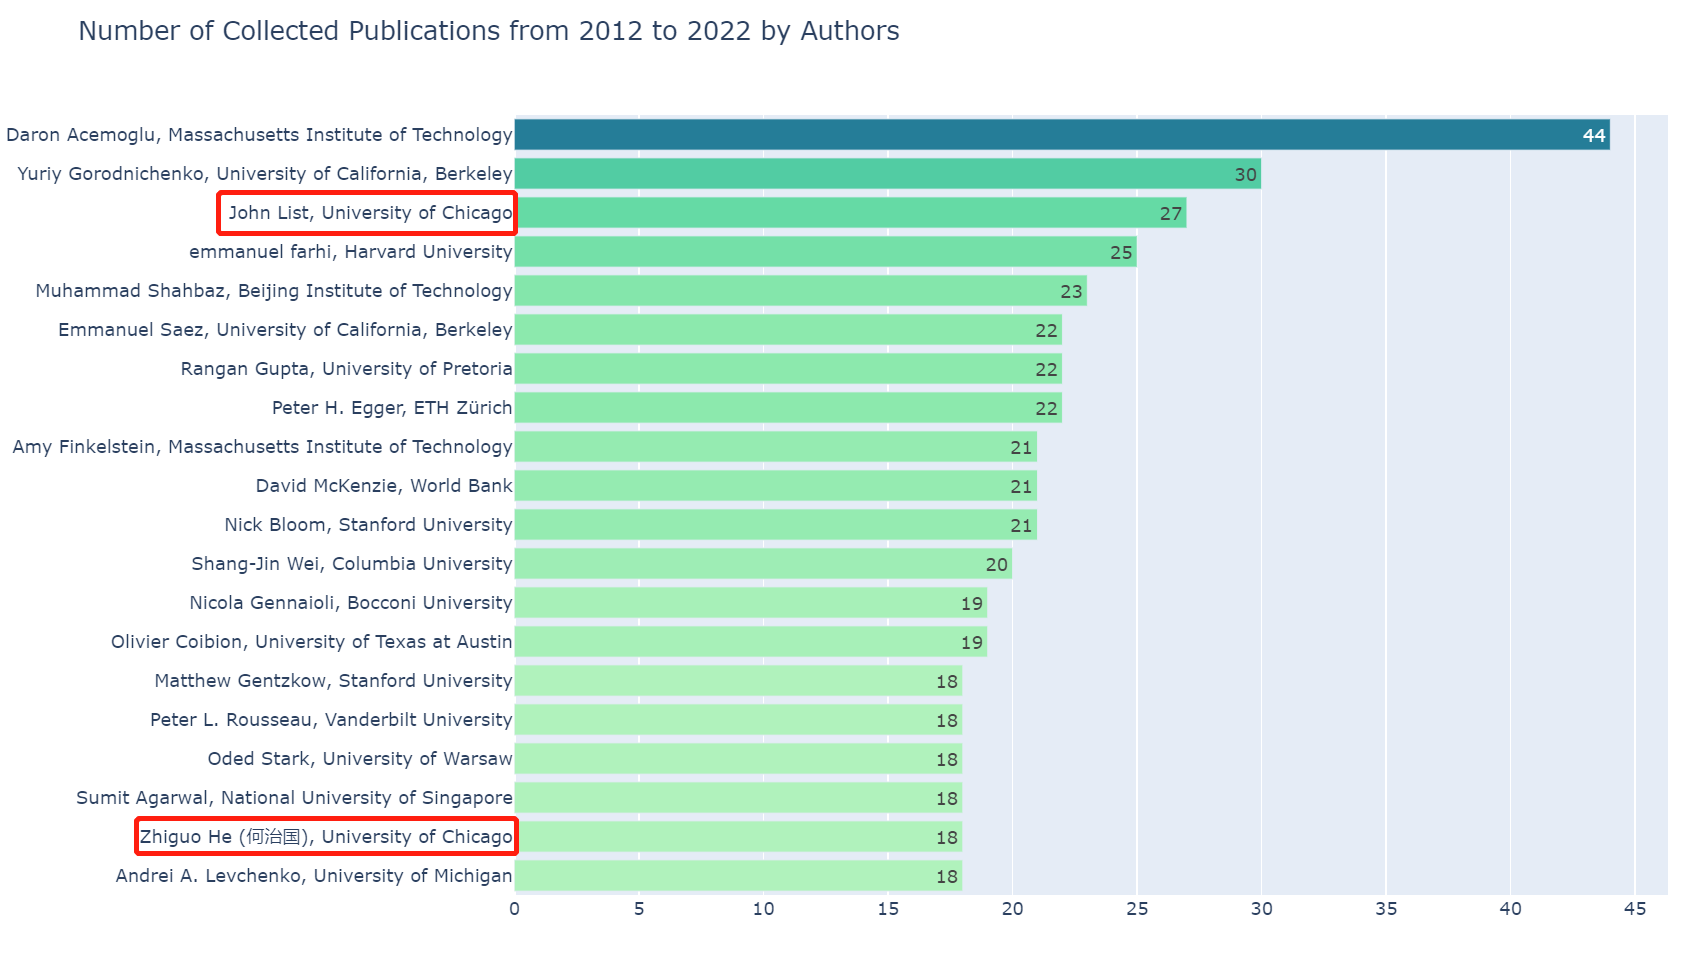 Number of Collected Publications from 2012 to 2022 by Authors
Daron Acemoglu, Massachusetts Institute of Technology 44
Yuriy Gorodnichenko, University of California, Berkeley 30
John List, University of Chicago 27
emmanuel farhi, Harvard University 25
Muhammad Shahbaz, Beijing Institute of Technology 23
Emmanuel Saez, University of California, Berkeley 22
Rangan Gupta, University of Pretoria 22
Peter H. Egger, ETH Zürich 22
Amy Finkelstein, Massachusetts Institute of Technology 21
David McKenzie, World Bank 21
Nick Bloom, Stanford University 21
Shang-Jin Wei, Columbia University 20
Nicola Gennaioli, Bocconi University 19
Olivier Coibion, University of Texas at Austin 19
Matthew Gentzkow, Stanford University 18
Peter L. Rousseau, Vanderbilt University 18
Oded Stark, University of Warsaw 18
Sumit Agarwal, National University of Singapore 18
Zhiguo He (何治国), University of Chicago 18
Andrei A. Levchenko, University of Michigan 18
0 5 10 15 20 25 30 35 40 45